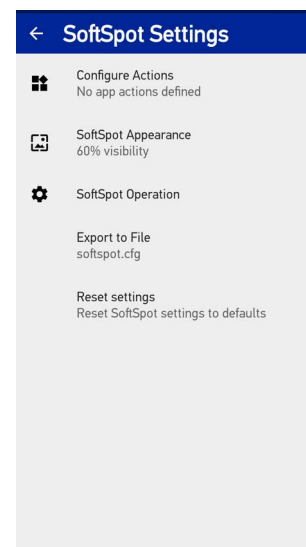 SoftSpot Settings
Configure Actions
No app actions defined
SoftSpot Appearance
60% visibility
SoftSpot Operation
Export to File
softspot.cfg
Reset settings
Reset SoftSpot settings to defaults